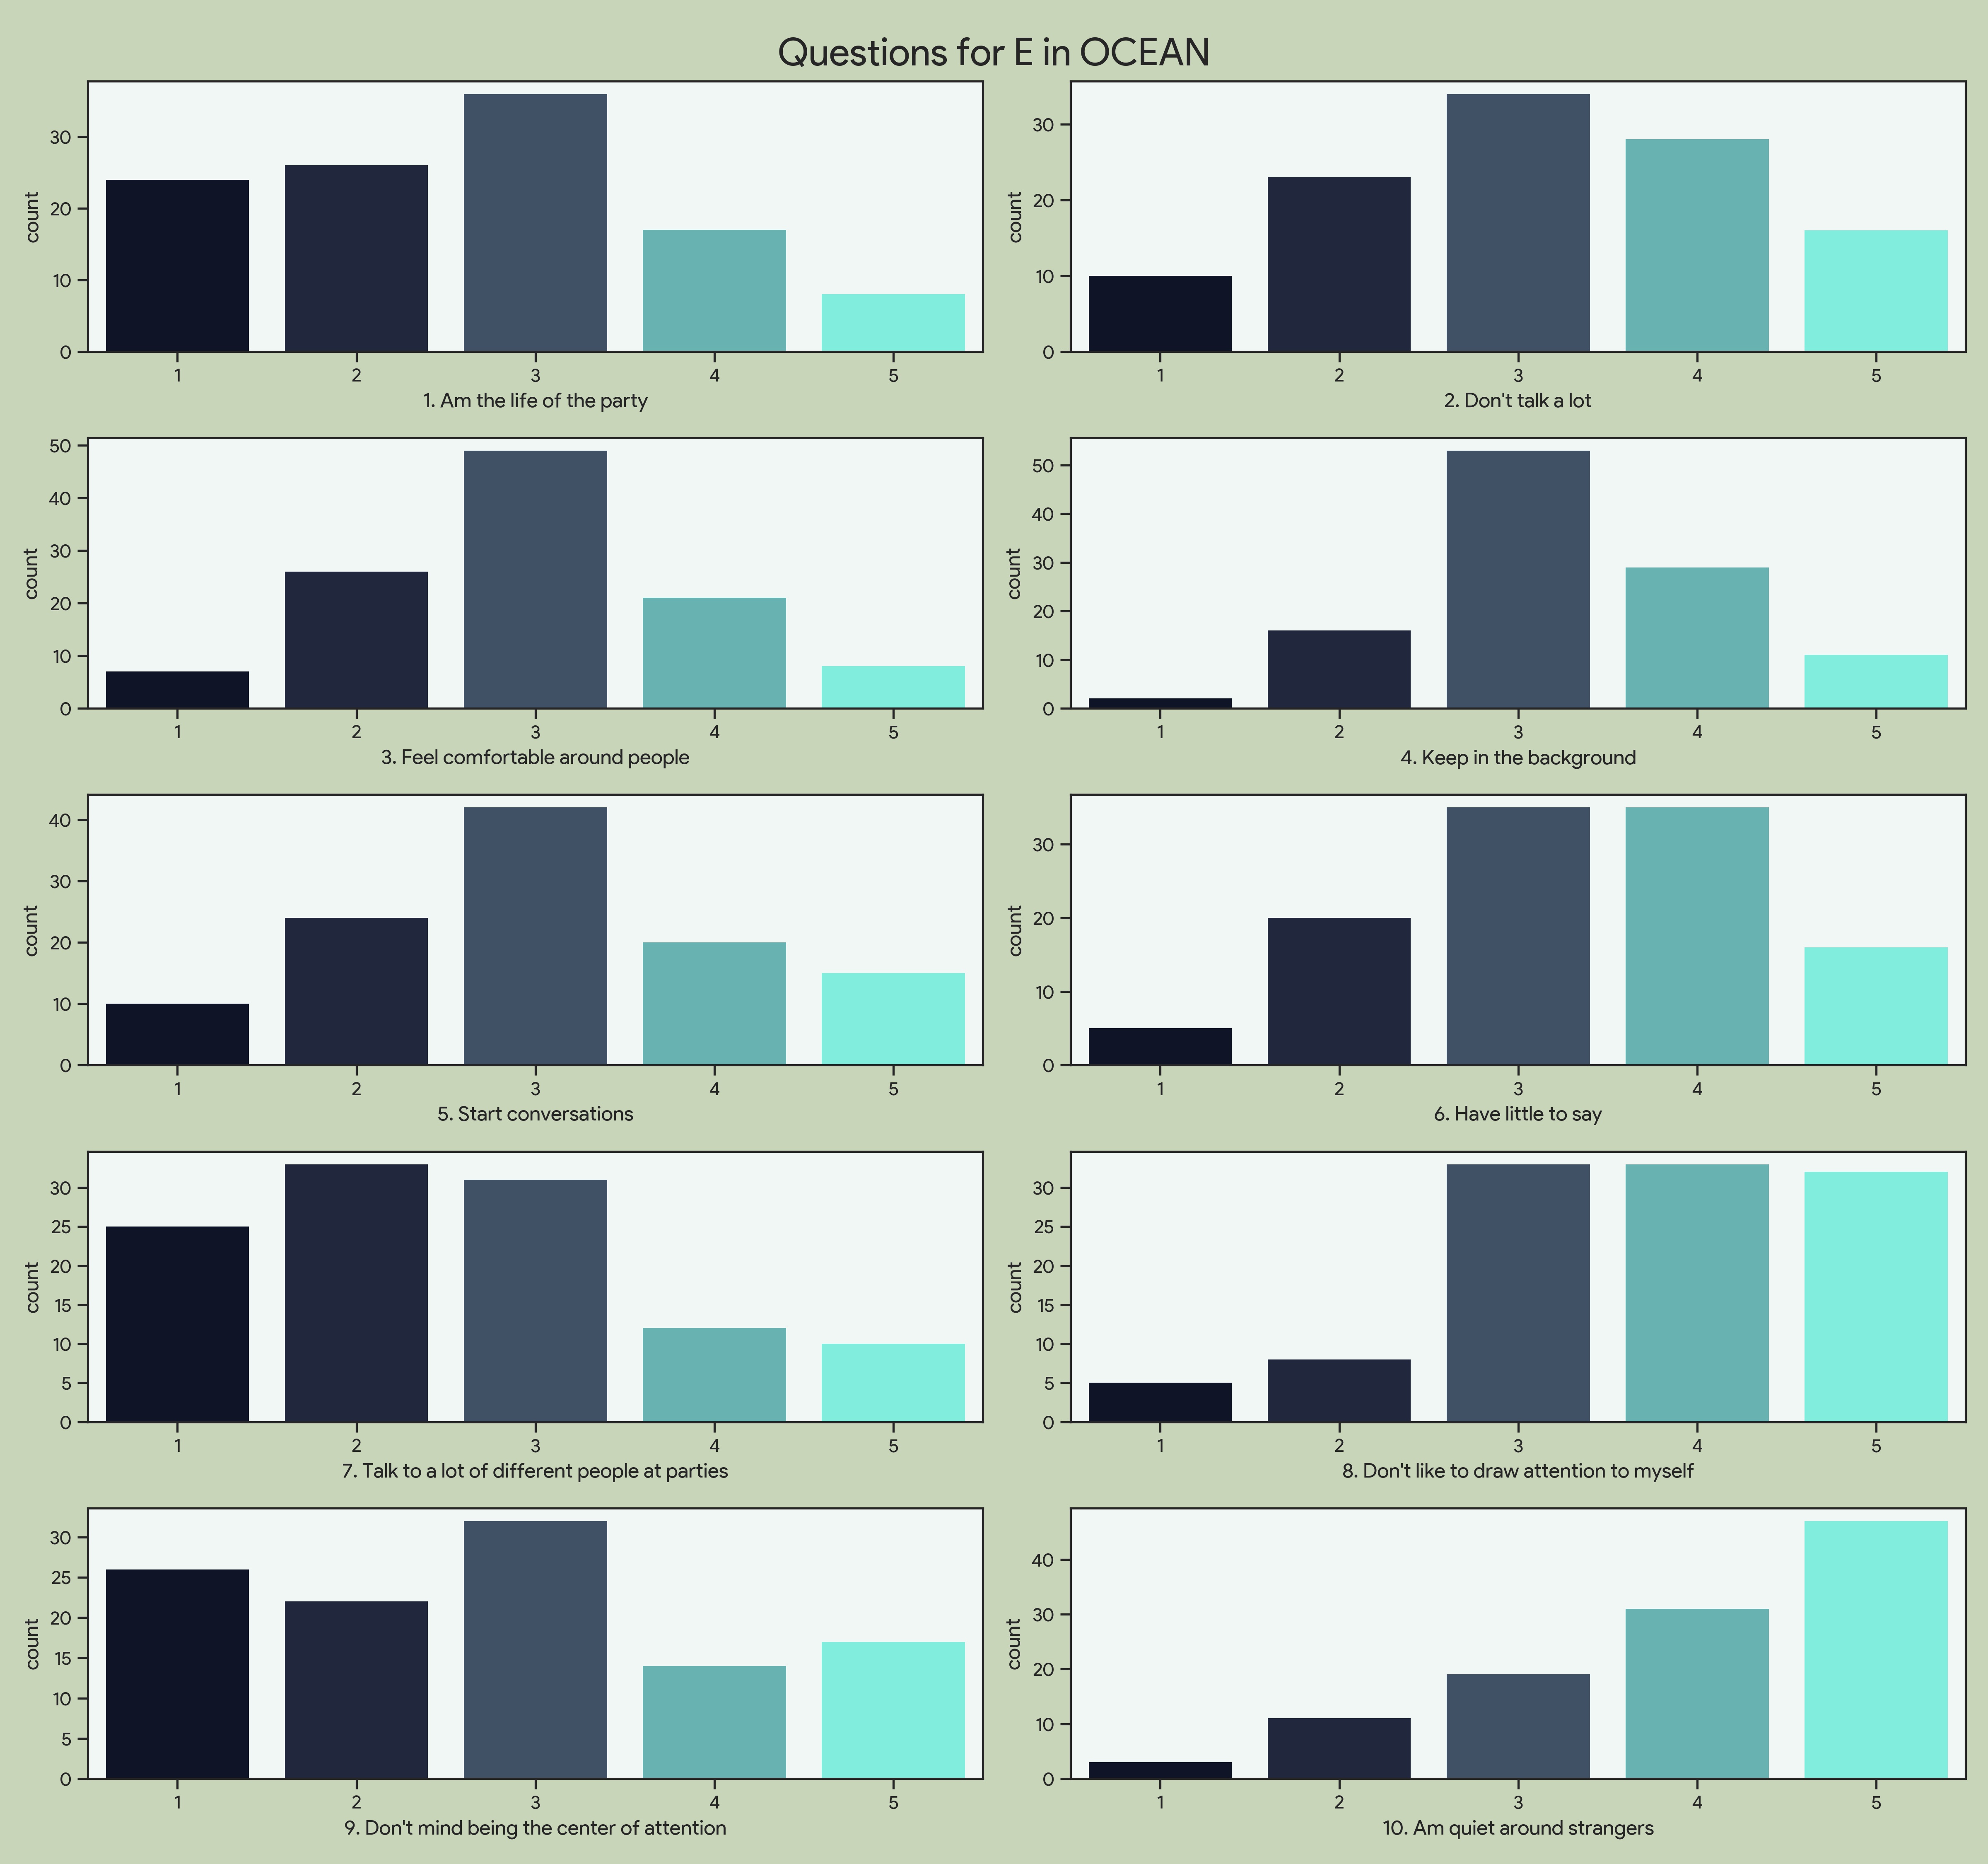 Questions for E in OCEAN
count
0
10
20
30
1 2 3 4 5
1. Am the life of the party
count
0
10
20
30
1 2 3 4 5
2. Don't talk a lot
count
0
10
20
30
40
50
1 2 3 4 5
3. Feel comfortable around people
count
0
10
20
30
40
50
1 2 3 4 5
4. Keep in the background
count
0
10
20
30
40
1 2 3 4 5
5. Start conversations
count
0
10
20
30
1 2 3 4 5
6. Have little to say
count
0
5
10
15
20
25
30
1 2 3 4 5
7. Talk to a lot of different people at parties
count
0
5
10
15
20
25
30
1 2 3 4 5
8. Don't like to draw attention to myself
count
0
5
10
15
20
25
30
1 2 3 4 5
9. Don't mind being the center of attention
count
0
10
20
30
40
1 2 3 4 5
10. Am quiet around strangers